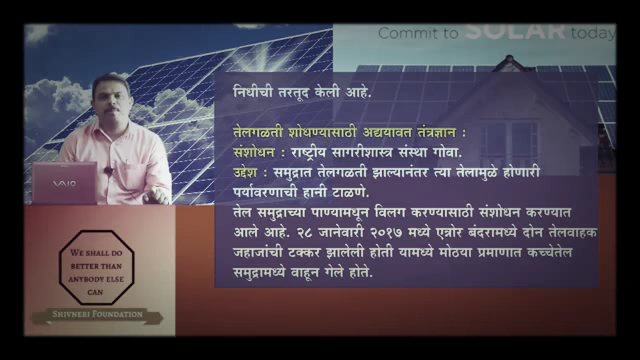 Commit to SOLAR today
निधीची तरतूद केली आहे.
तेलगळती शोधण्यासाठी अद्ययावत तंत्रज्ञान :
संशोधन : राष्ट्रीय सागरीशास्त्र संस्था गोवा.
उद्देश : समुद्रात तेलगळती झाल्यानंतर त्या तेलामुळे होणारी
पर्यावरणाची हानी टाळणे.
तेल समुद्राच्या पाण्यामधून विलग करण्यासाठी संशोधन करण्यात
आले आहे. २८ जानेवारी २०१७ मध्ये एन्नोर बंदरामध्ये दोन तेलवाहक
जहाजांची टक्कर झालेली होती यामध्ये मोठया प्रमाणात कच्चेतेल
समुद्रामध्ये वाहून गेले होते.
VAIO
WE SHALL DO
BETTER THAN
ANYBODY ELSE
CAN
SHIVNERI FOUNDATION